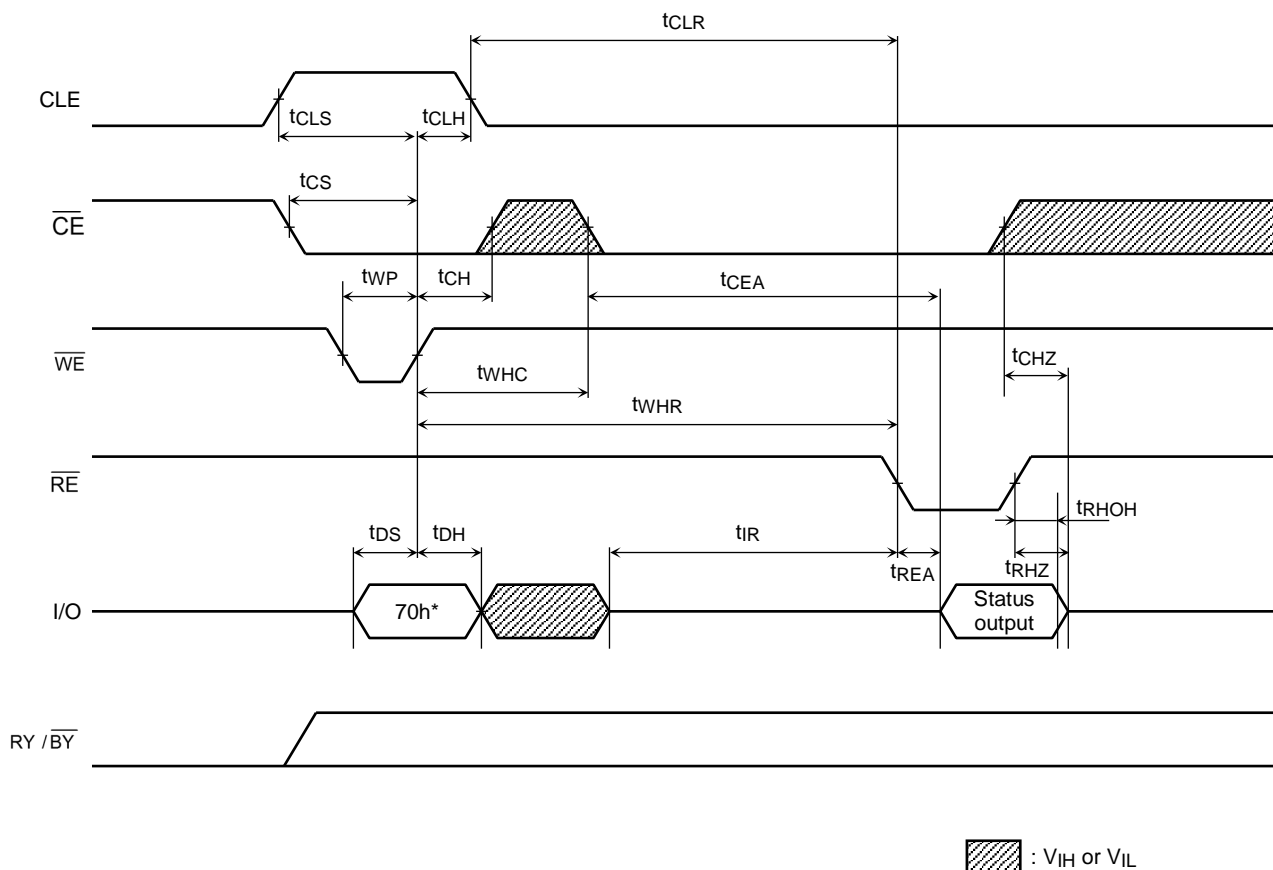 tCLR
CLE
tCLS
tCLH
tCS
CE
tWP
tCH
tCEA
WE
tCHZ
tWHC
tWHR
RE
tRHOH
tDS
tDH
tIR
tREA
tRHZ
I/O
70h*
Status
output
RY / BY
: VIH or VIL